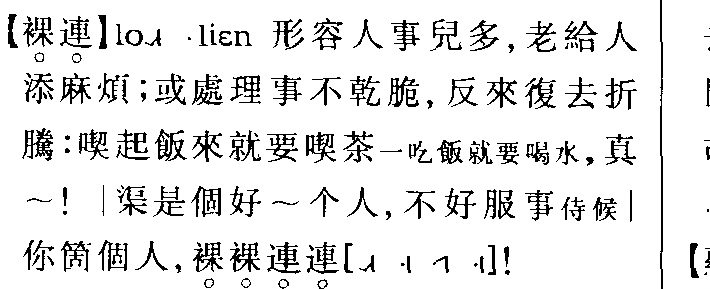 【裸連】loɹ ·liɛn 形容人事兒多，老給人
添麻煩；或處理事不乾脆，反來復去折
騰：喫起飯來就要喫茶一吃飯就要喝水，真
～！｜渠是個好～个人，不好服事侍候｜
你箇個人，裸裸連連[]！